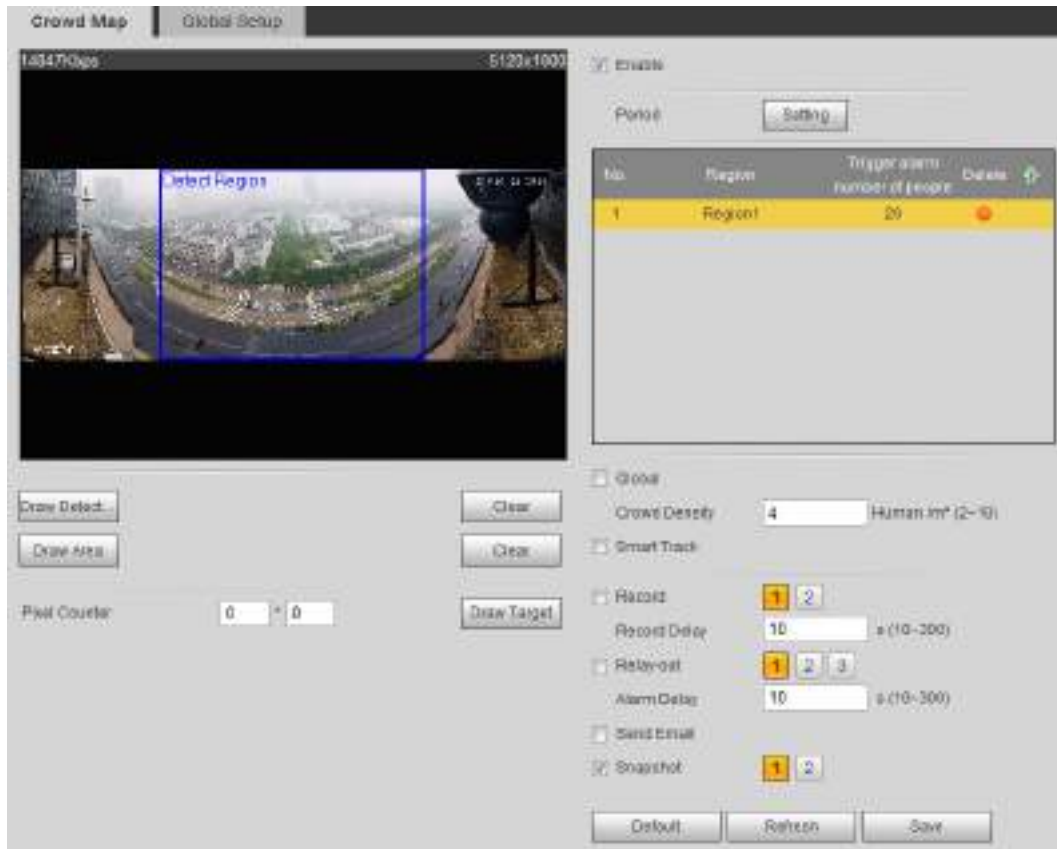 Crowd Map
Global Setup
5120×1800
Enable
Period
Setting
Detect Region
No.
Region
Trigger alarm number of people
Delete
1
Region1
20
Draw Detect..
Clear
Global
Crowd Density
4
Human /m² (2~10)
Draw Area
Clear
Smart Track
Pixel Counter
0 * 0
Draw Target
Record
1 2
Record Delay
10
s (10~300)
Relay-out
1 2 3
Alarm Delay
10
s (10~300)
Send Email
Snapshot
1 2
Default
Refresh
Save